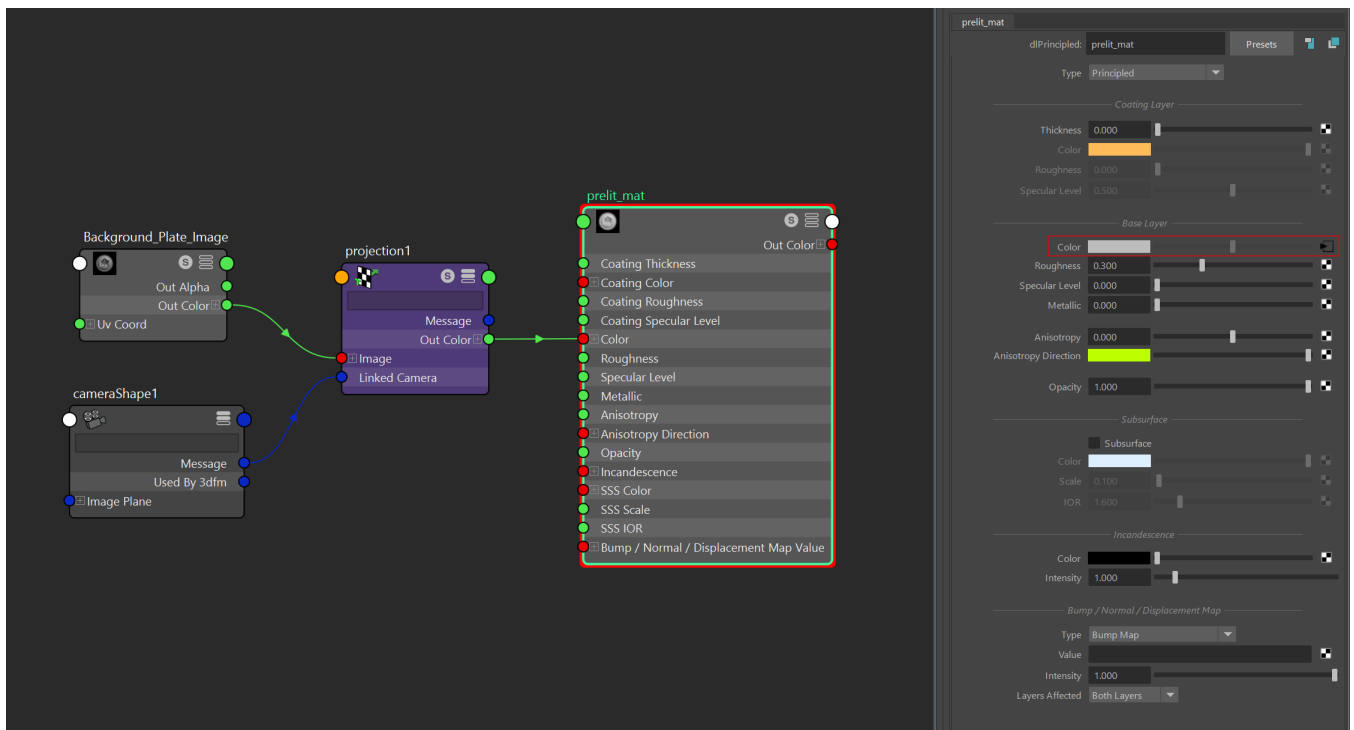 Background_Plate_Image
S
Out Alpha
Out Color
Uv Coord
cameraShape1
Message
Used By 3dfm
Image Plane
projection1
S
Message
Out Color
Image
Linked Camera
prelit_mat
S
Out Color
Coating Thickness
Coating Color
Coating Roughness
Coating Specular Level
Color
Roughness
Specular Level
Metallic
Anisotropy
Anisotropy Direction
Opacity
Incandescence
SSS Color
SSS Scale
SSS IOR
Bump / Normal / Displacement Map Value
prelit_mat
dlPrincipled: prelit_mat Presets
Type Principled
Coating Layer
Thickness 0.000
Color
Roughness 0.000
Specular Level 0.500
Base Layer
Color
Roughness 0.300
Specular Level 0.000
Metallic 0.000
Anisotropy 0.000
Anisotropy Direction
Opacity 1.000
Subsurface
Subsurface
Color
Scale 0.100
IOR 1.600
Incandescence
Color
Intensity 1.000
Bump / Normal / Displacement Map
Type Bump Map
Value
Intensity 1.000
Layers Affected Both Layers